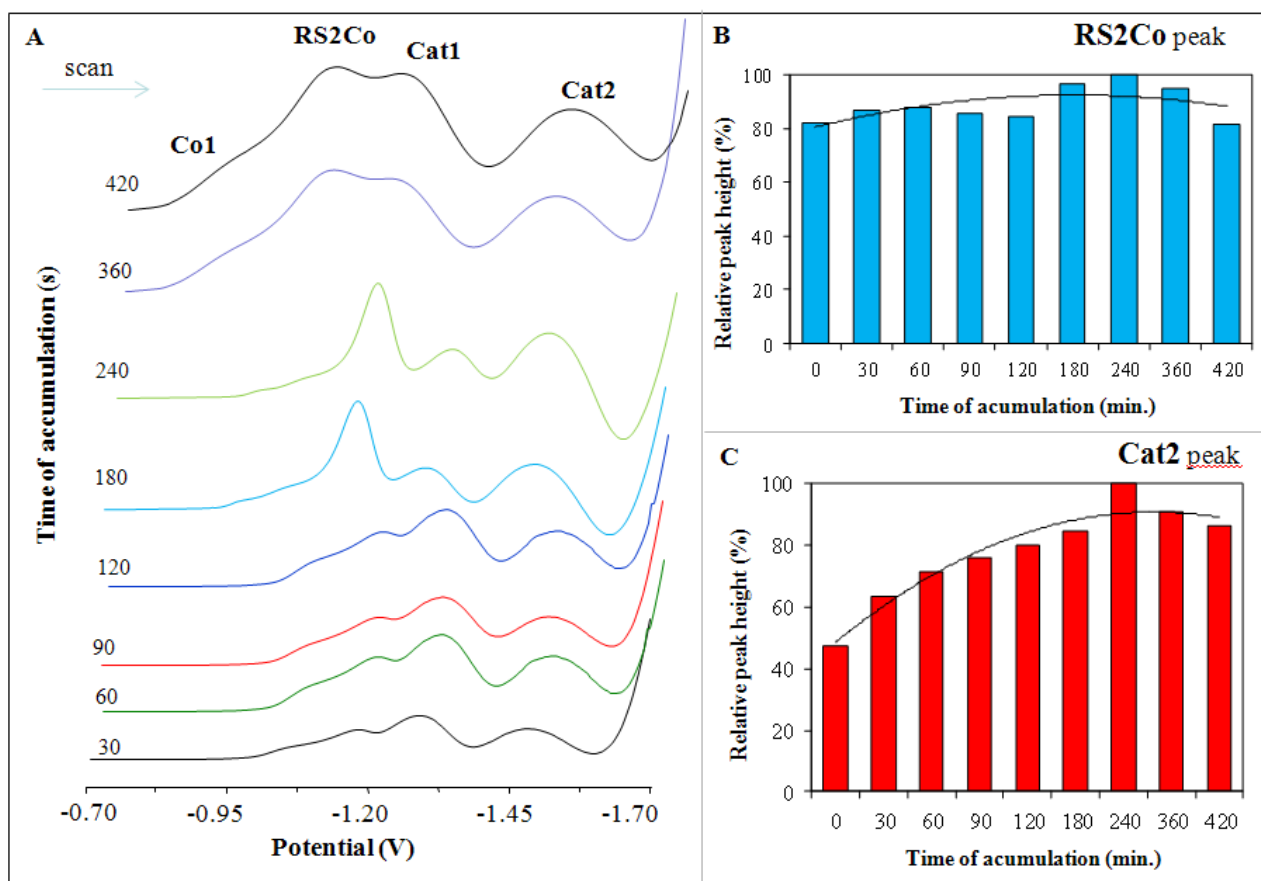 A
scan
RS2Co
Cat1
Cat2
Co1
420
360
240
180
120
90
60
30
Time of accumulation (s)
-0.70 -0.95 -1.20 -1.45 -1.70
Potential (V)
B
RS2Co peak
Relative peak height (%)
100
80
60
40
20
0
0 30 60 90 120 180 240 360 420
Time of acumulation (min.)
C
Cat2 peak
Relative peak height (%)
100
80
60
40
20
0
0 30 60 90 120 180 240 360 420
Time of acumulation (min.)